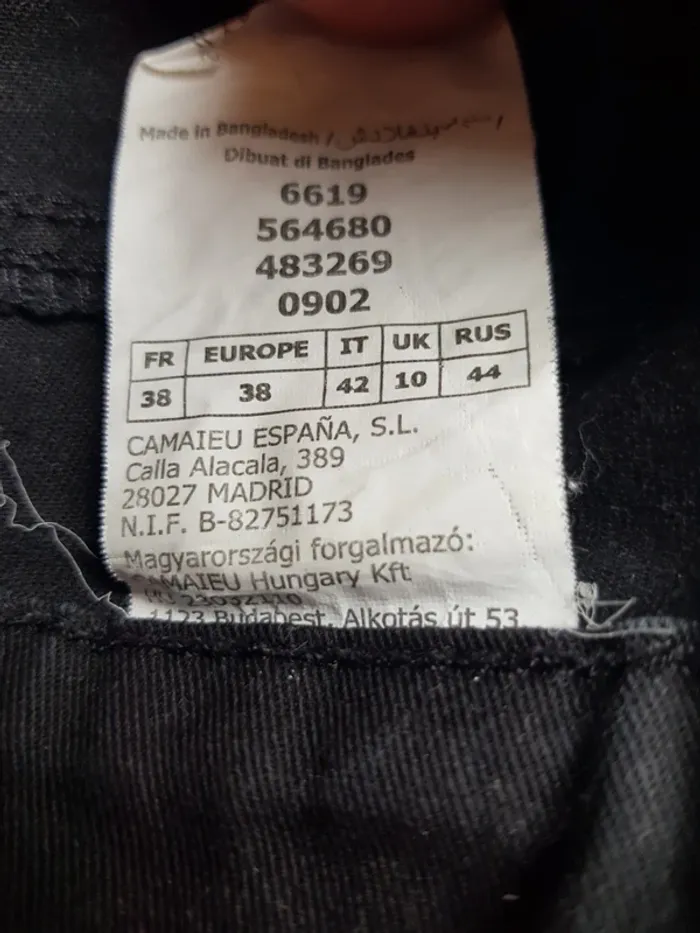 Made in Bangladesh /
Dibuat di Banglades
6619
564680
483269
0902
FR EUROPE IT UK RUS
38 38 42 10 44
CAMAIEU ESPAÑA, S.L.
Calla Alacala, 389
28027 MADRID
N.I.F. B-82751173
Magyarországi forgalmazó:
CAMAIEU Hungary Kft
1123 Budapest, Alkotás út 53.